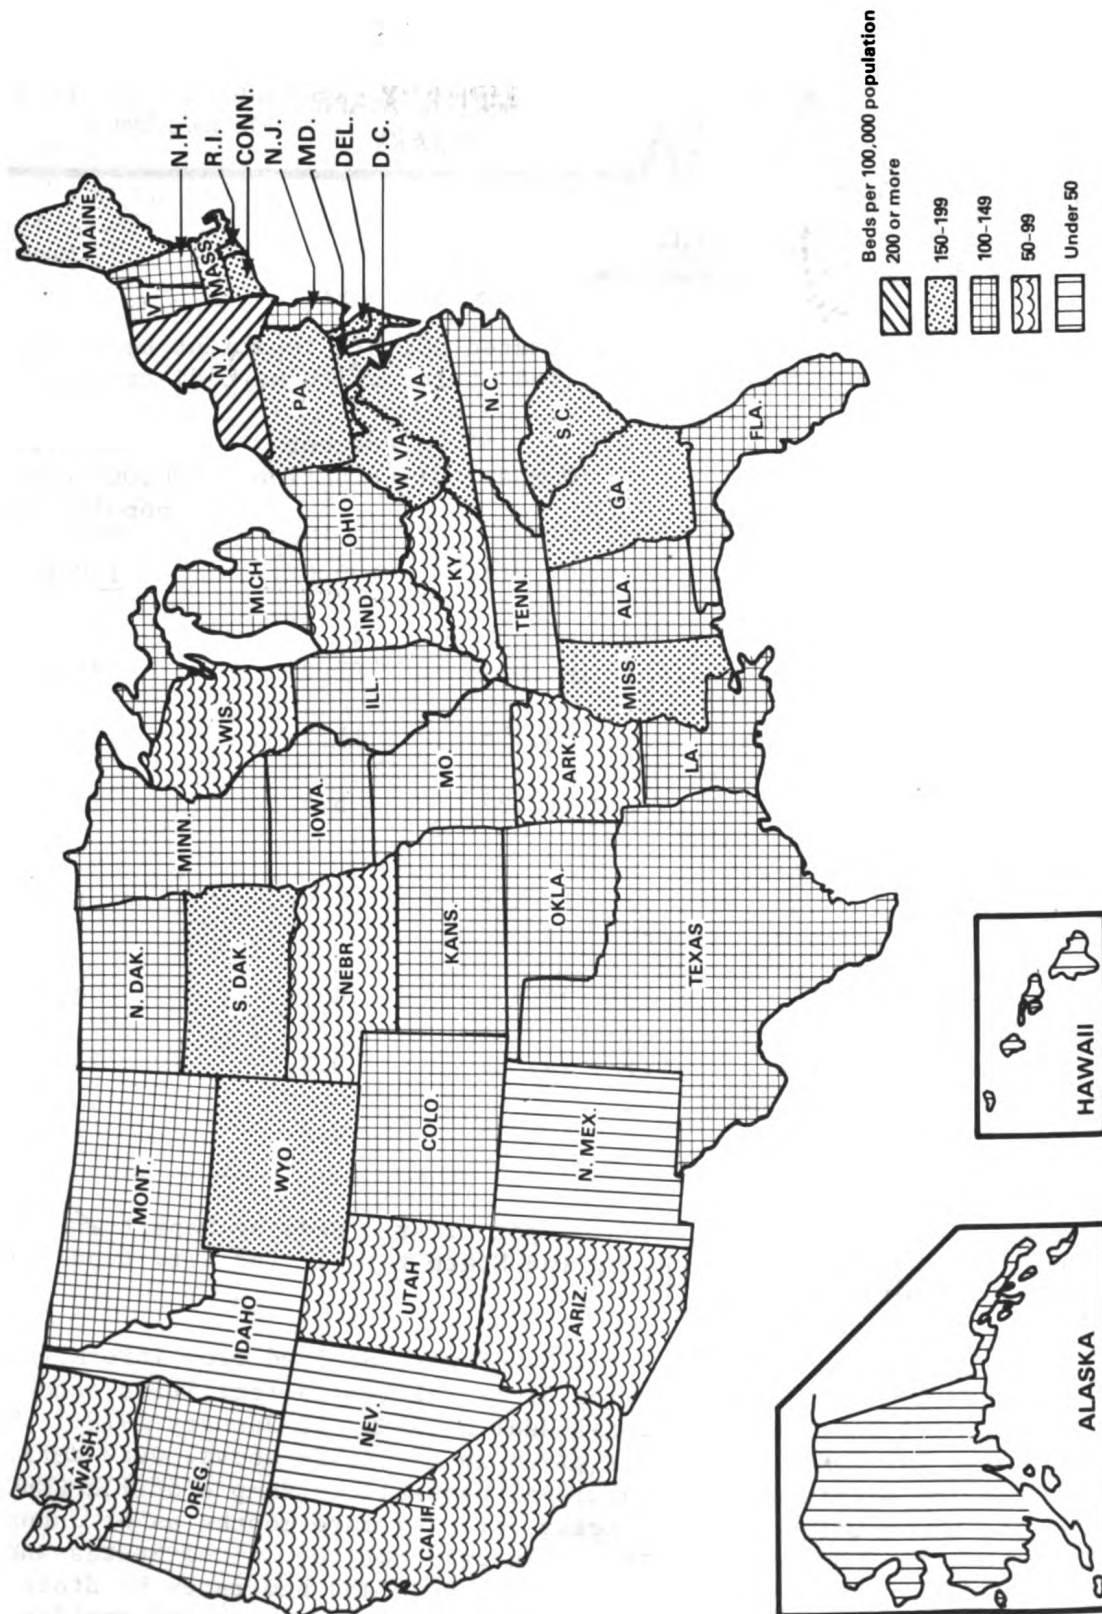 MAINE
N.H.
R.I.
CONN.
N.J.
MD.
DEL.
D.C.
VT.
MASS.
N.Y.
PA.
VA.
W. VA.
N.C.
S.C.
GA.
FLA.
OHIO
MICH.
IND.
KY.
TENN.
ALA.
MISS.
WIS.
ILL.
MINN.
IOWA.
MO.
ARK.
LA.
N. DAK.
S. DAK.
NEBR.
KANS.
OKLA.
TEXAS
MONT.
WYO.
COLO.
N. MEX.
IDAHO
UTAH
ARIZ.
WASH.
OREG.
NEV.
CALIF.
ALASKA
HAWAII
Beds per 100,000 population
200 or more
150-199
100-149
50-99
Under 50